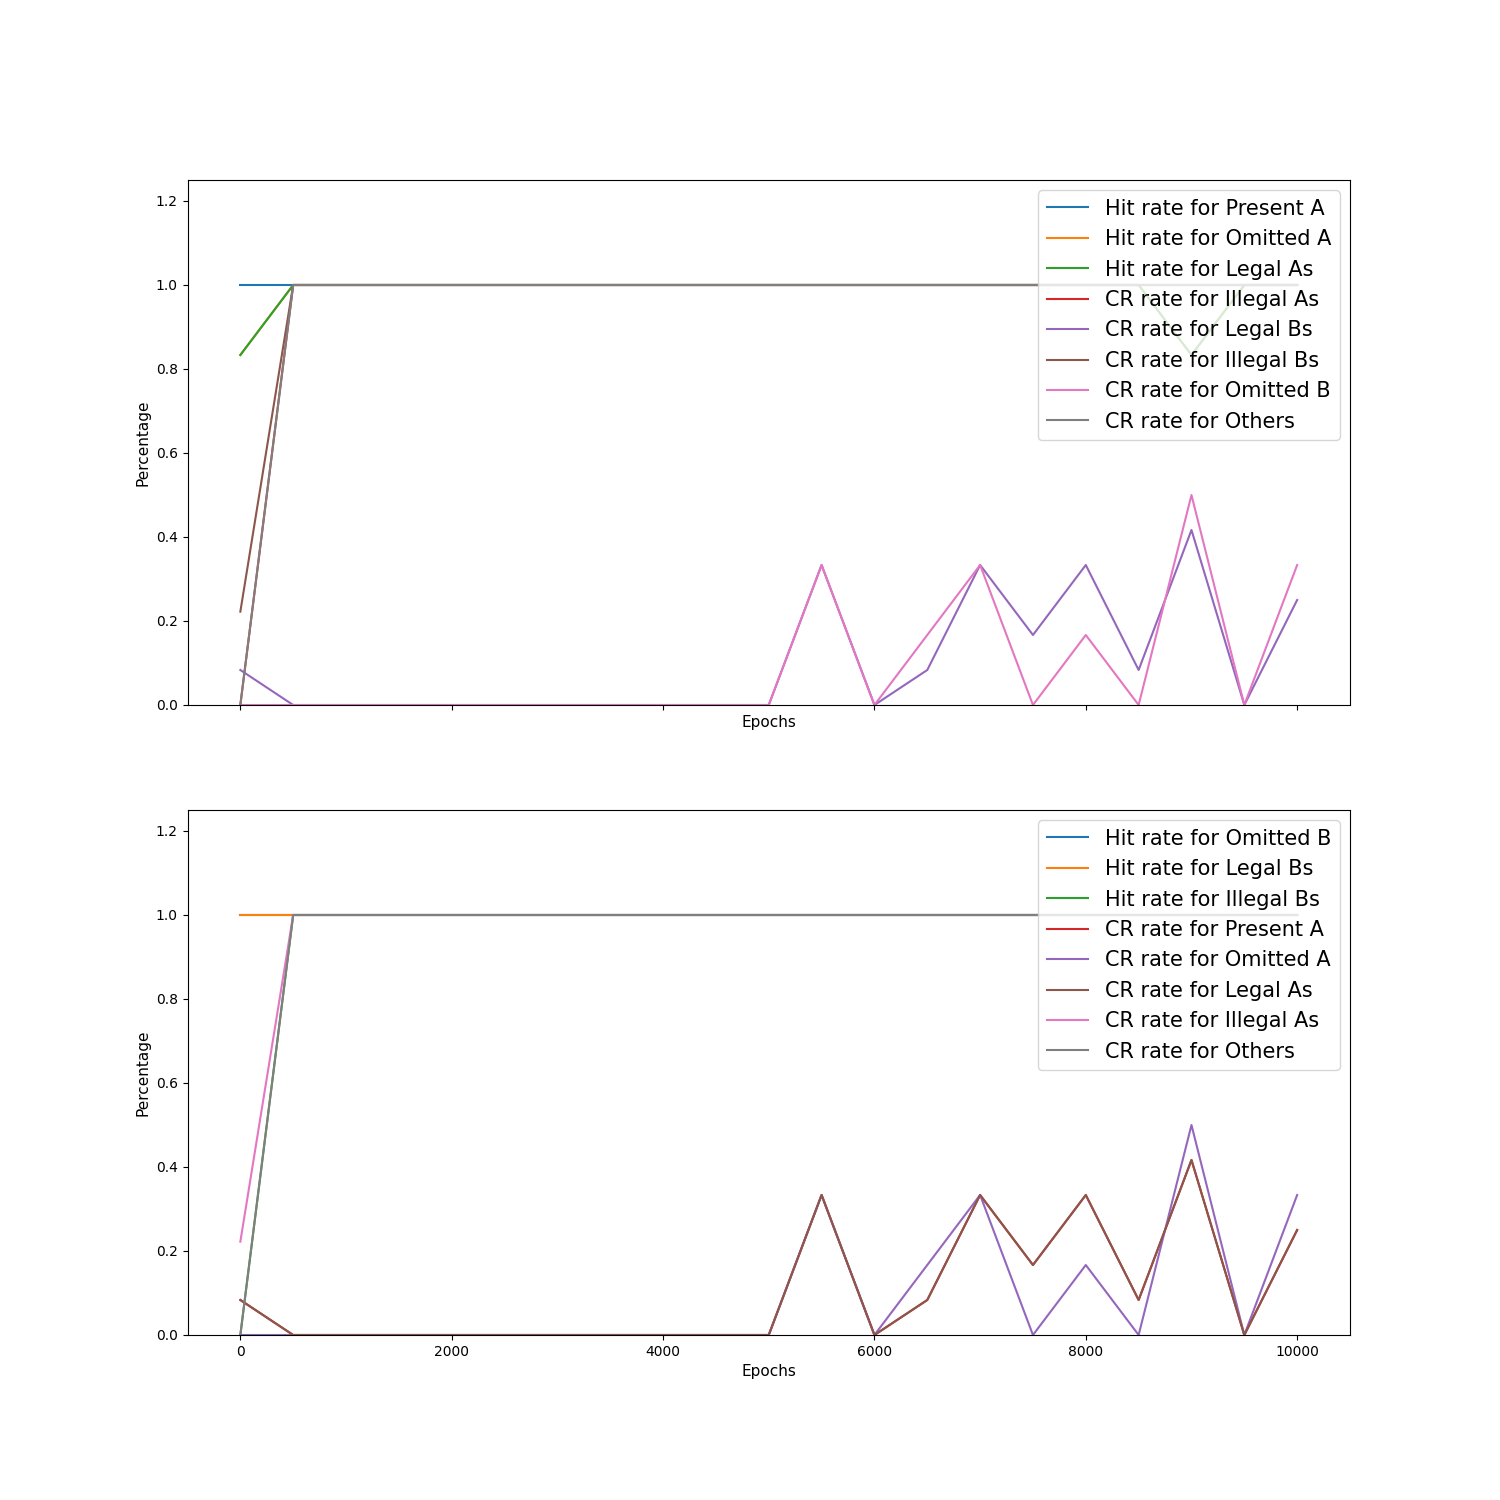 1.2
1.0
0.8
0.6
0.4
0.2
0.0
Percentage
Hit rate for Present A
Hit rate for Omitted A
Hit rate for Legal As
CR rate for Illegal As
CR rate for Legal Bs
CR rate for Illegal Bs
CR rate for Omitted B
CR rate for Others
Epochs
1.2
1.0
0.8
0.6
0.4
0.2
0.0
Percentage
Hit rate for Omitted B
Hit rate for Legal Bs
Hit rate for Illegal Bs
CR rate for Present A
CR rate for Omitted A
CR rate for Legal As
CR rate for Illegal As
CR rate for Others
0 2000 4000 6000 8000 10000
Epochs